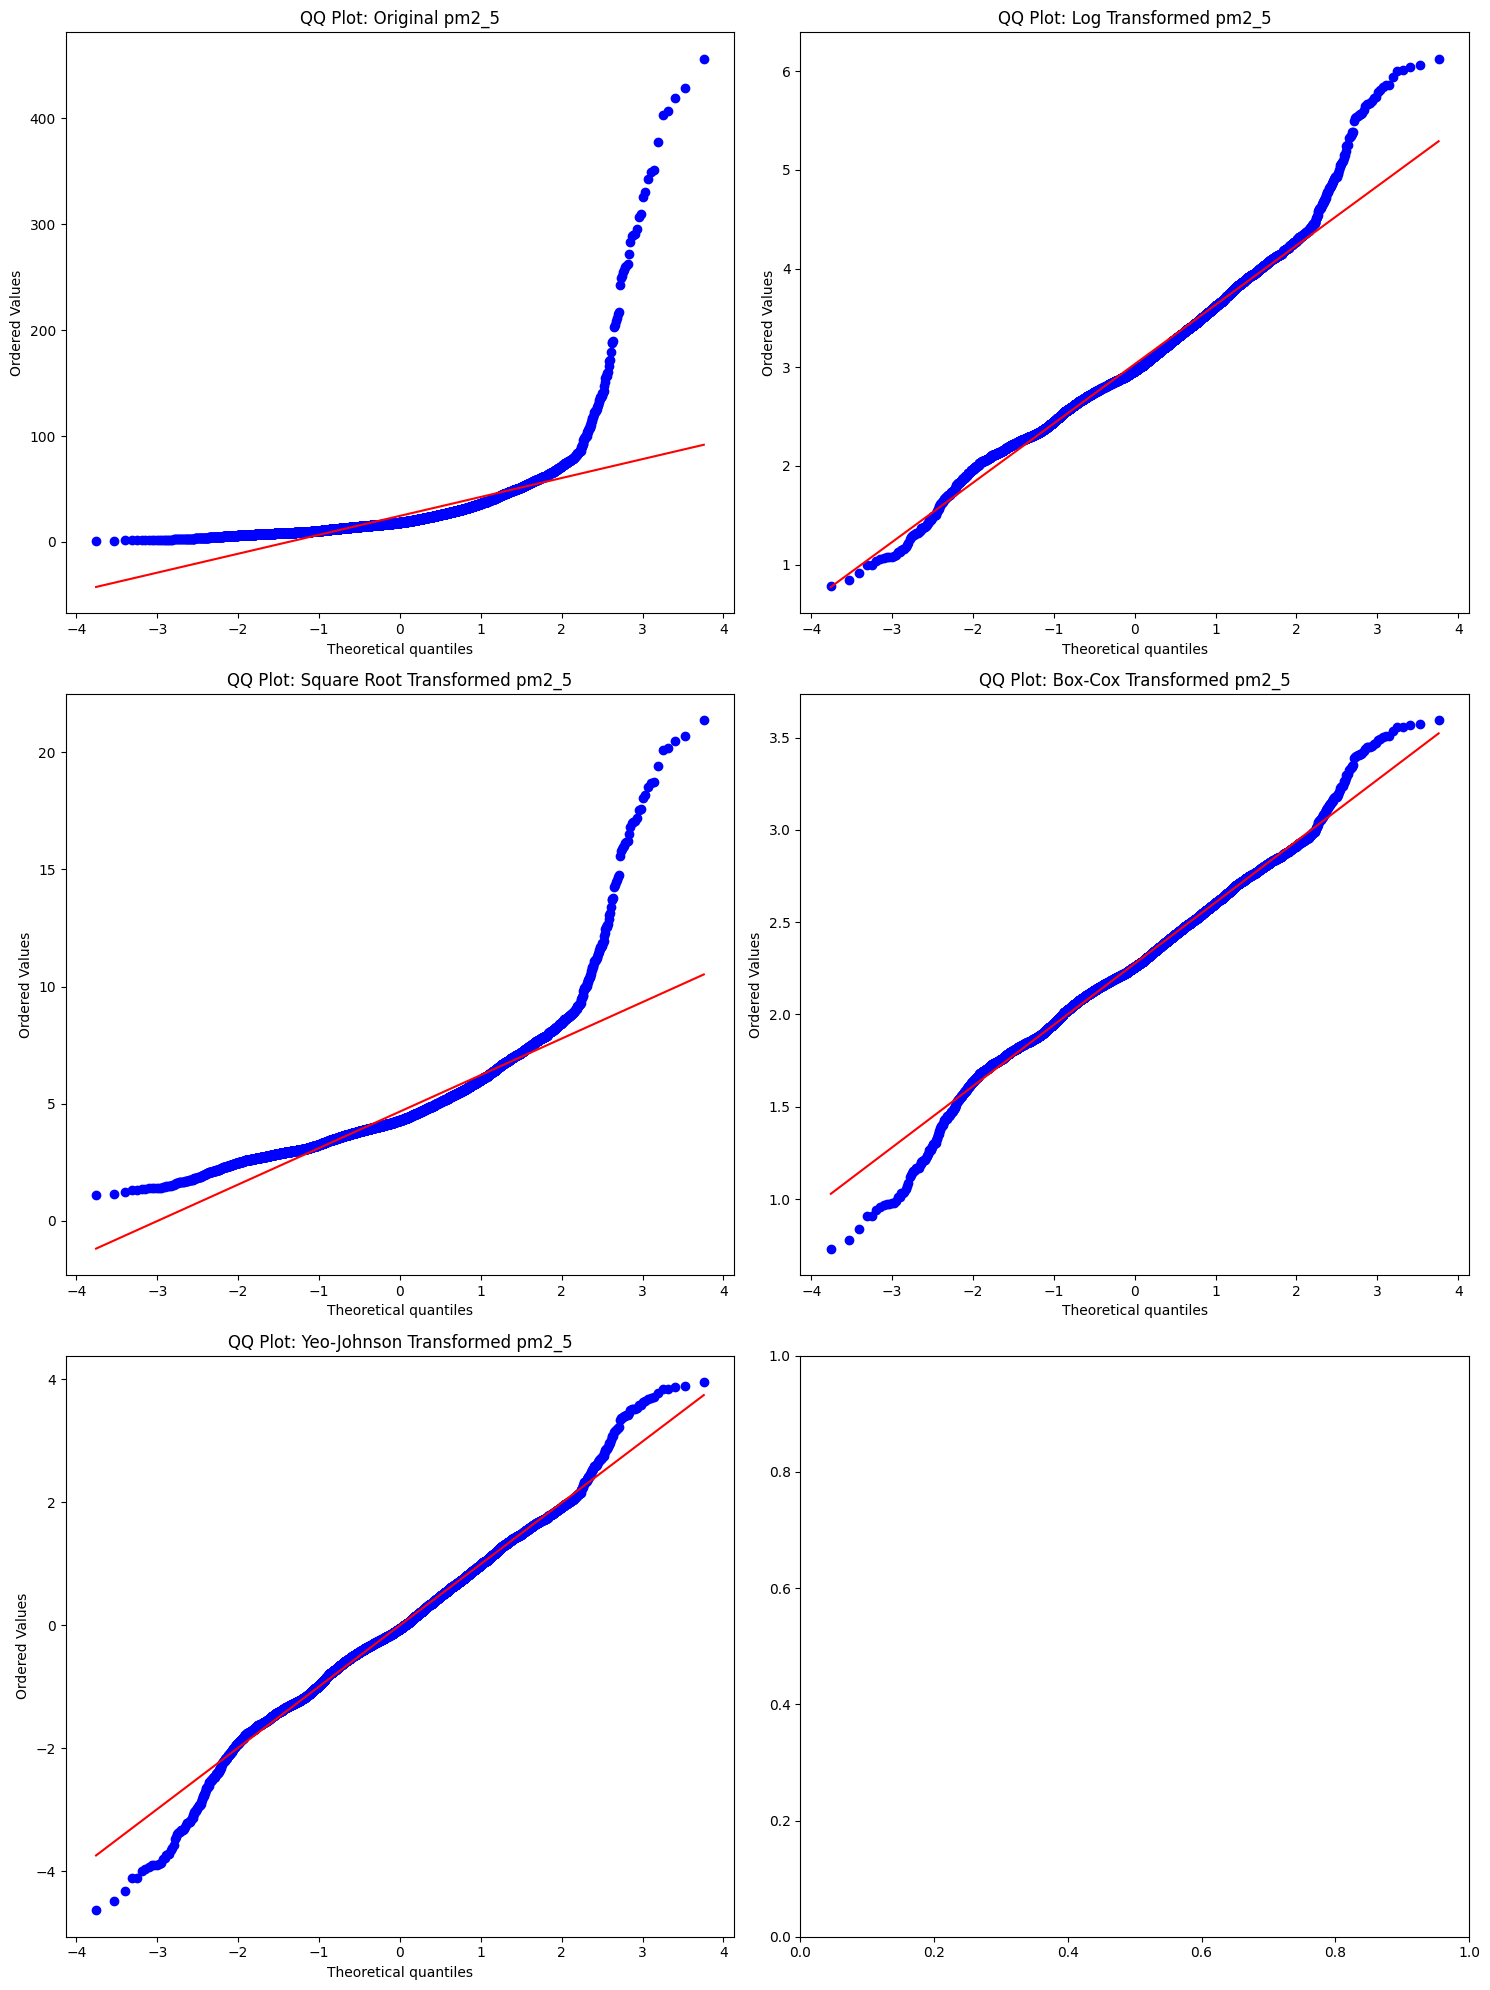 QQ Plot: Original pm2_5
Ordered Values
400
300
200
100
0
−4 −3 −2 −1 0 1 2 3 4
Theoretical quantiles
QQ Plot: Log Transformed pm2_5
Ordered Values
6
5
4
3
2
1
−4 −3 −2 −1 0 1 2 3 4
Theoretical quantiles
QQ Plot: Square Root Transformed pm2_5
Ordered Values
20
15
10
5
0
−4 −3 −2 −1 0 1 2 3 4
Theoretical quantiles
QQ Plot: Box-Cox Transformed pm2_5
Ordered Values
3.5
3.0
2.5
2.0
1.5
1.0
−4 −3 −2 −1 0 1 2 3 4
Theoretical quantiles
QQ Plot: Yeo-Johnson Transformed pm2_5
Ordered Values
4
2
0
−2
−4
−4 −3 −2 −1 0 1 2 3 4
Theoretical quantiles
1.0
0.8
0.6
0.4
0.2
0.0
0.0 0.2 0.4 0.6 0.8 1.0